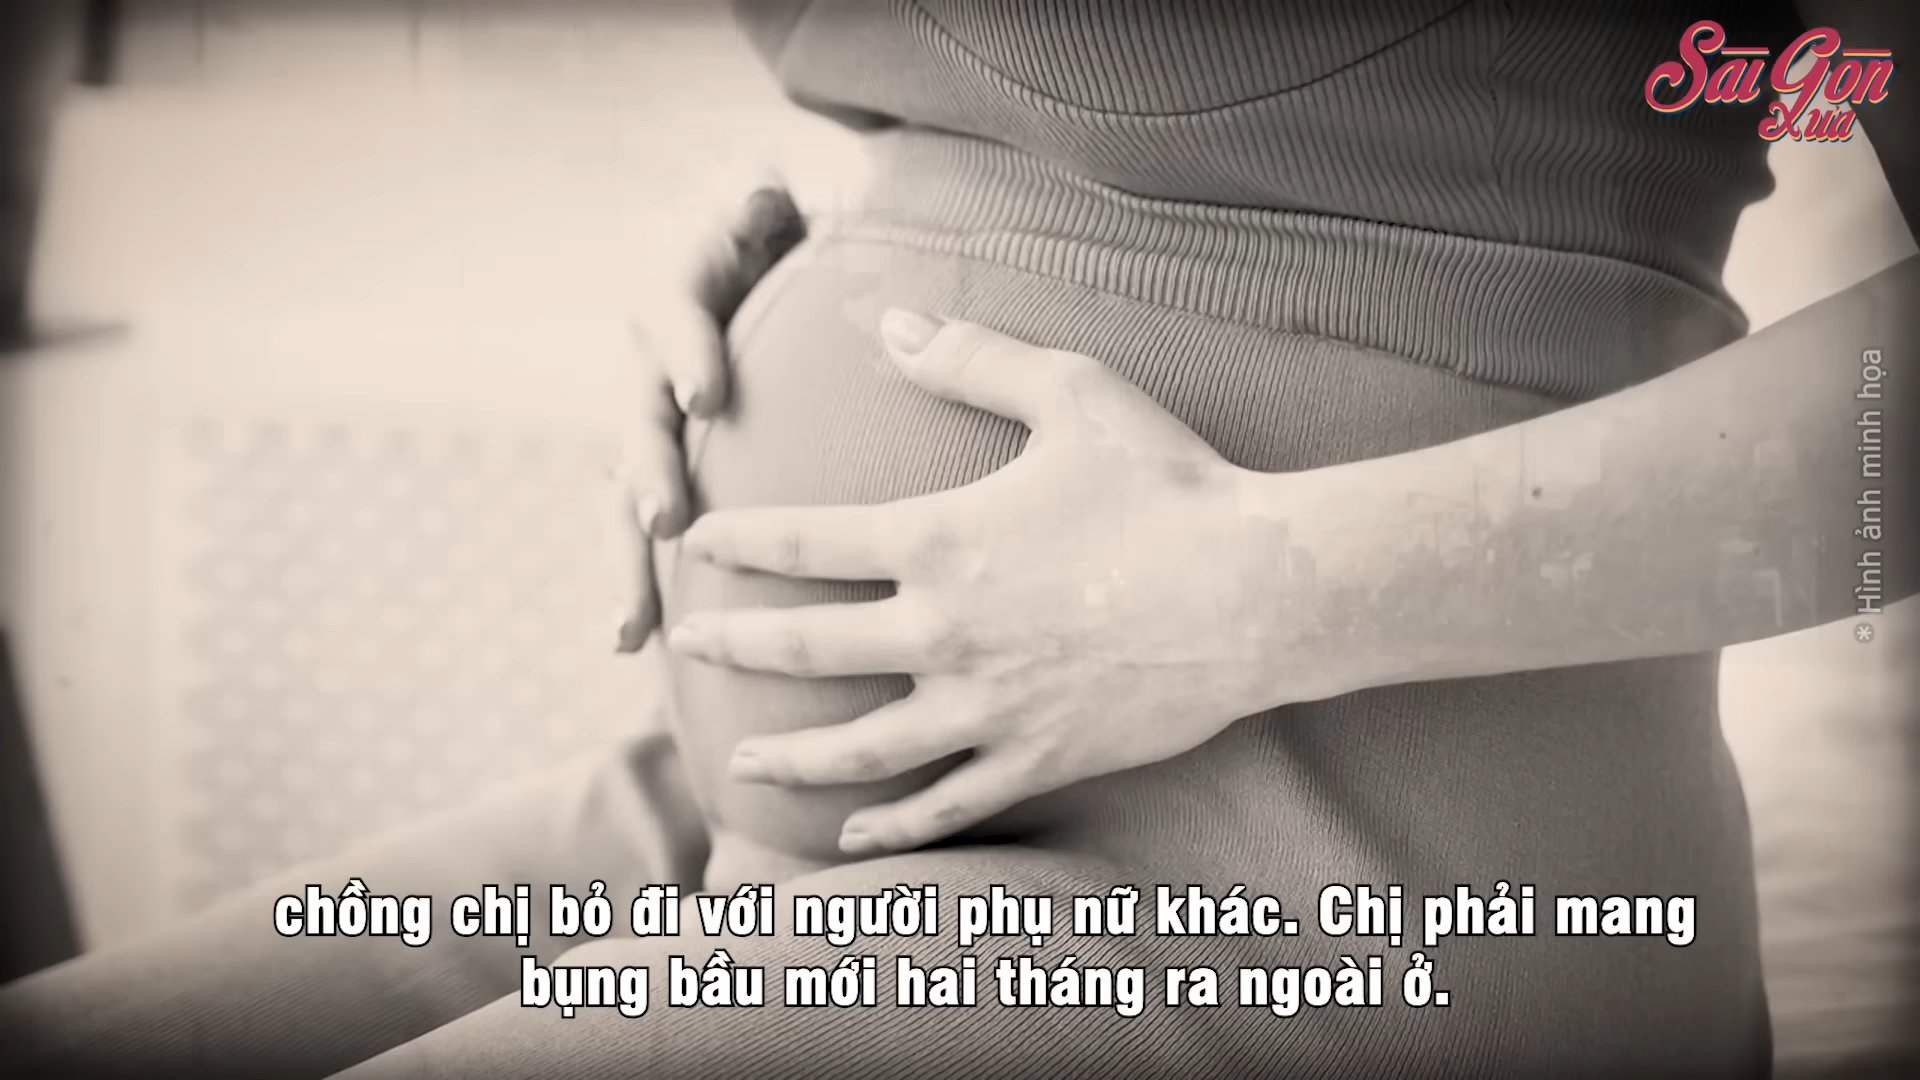 Sài Gòn
Xưa
* Hình ảnh minh họa
chồng chị bỏ đi với người phụ nữ khác. Chị phải mang
bụng bầu mới hai tháng ra ngoài ở.